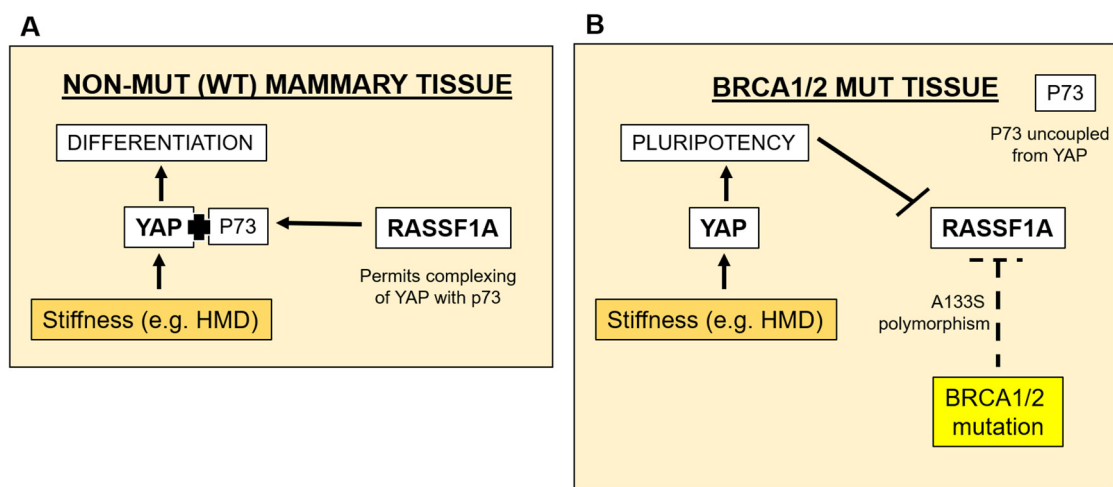 A
NON-MUT (WT) MAMMARY TISSUE
DIFFERENTIATION
YAP
P73
RASSF1A
Permits complexing
of YAP with p73
Stiffness (e.g. HMD)
B
BRCA1/2 MUT TISSUE
P73
P73 uncoupled
from YAP
PLURIPOTENCY
YAP
RASSF1A
Stiffness (e.g. HMD)
A133S
polymorphism
BRCA1/2
mutation